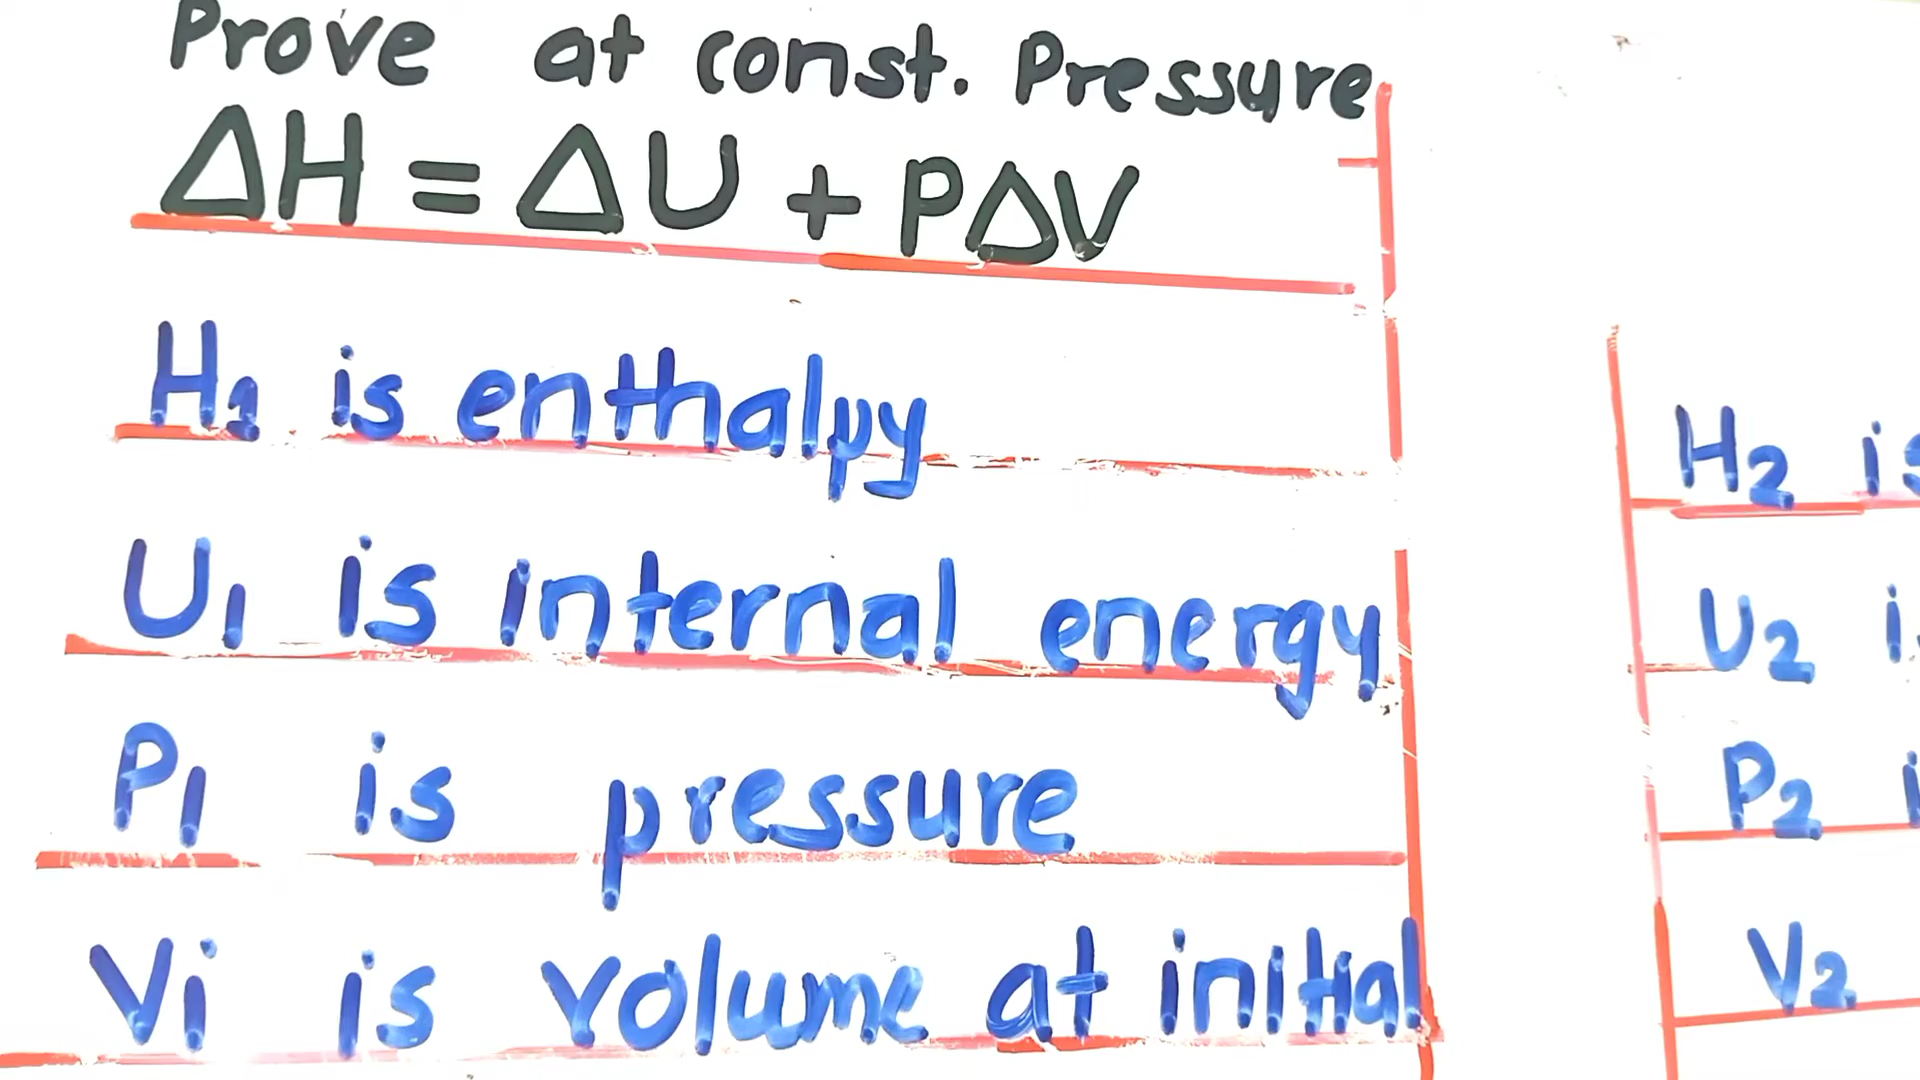 Prove at const. Pressure
ΔH = ΔU + PΔV
H1 is enthalpy
U1 is internal energy
P1 is pressure
Vi is volume at initial
H2 is
U2 i
P2 i
V2